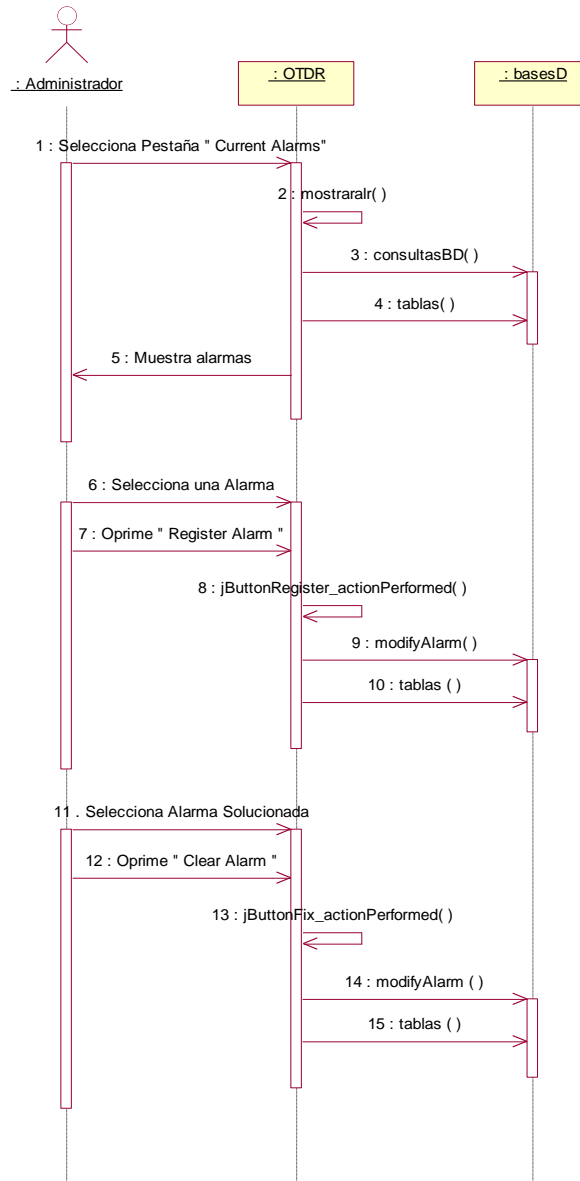 : Administrador
: OTDR
: basesD
1 : Selecciona Pestaña " Current Alarms"
2 : mostraralr( )
3 : consultasBD( )
4 : tablas( )
5 : Muestra alarmas
6 : Selecciona una Alarma
7 : Oprime " Register Alarm "
8 : jButtonRegister_actionPerformed( )
9 : modifyAlarm( )
10 : tablas ( )
11 . Selecciona Alarma Solucionada
12 : Oprime " Clear Alarm "
13 : jButtonFix_actionPerformed( )
14 : modifyAlarm ( )
15 : tablas ( )